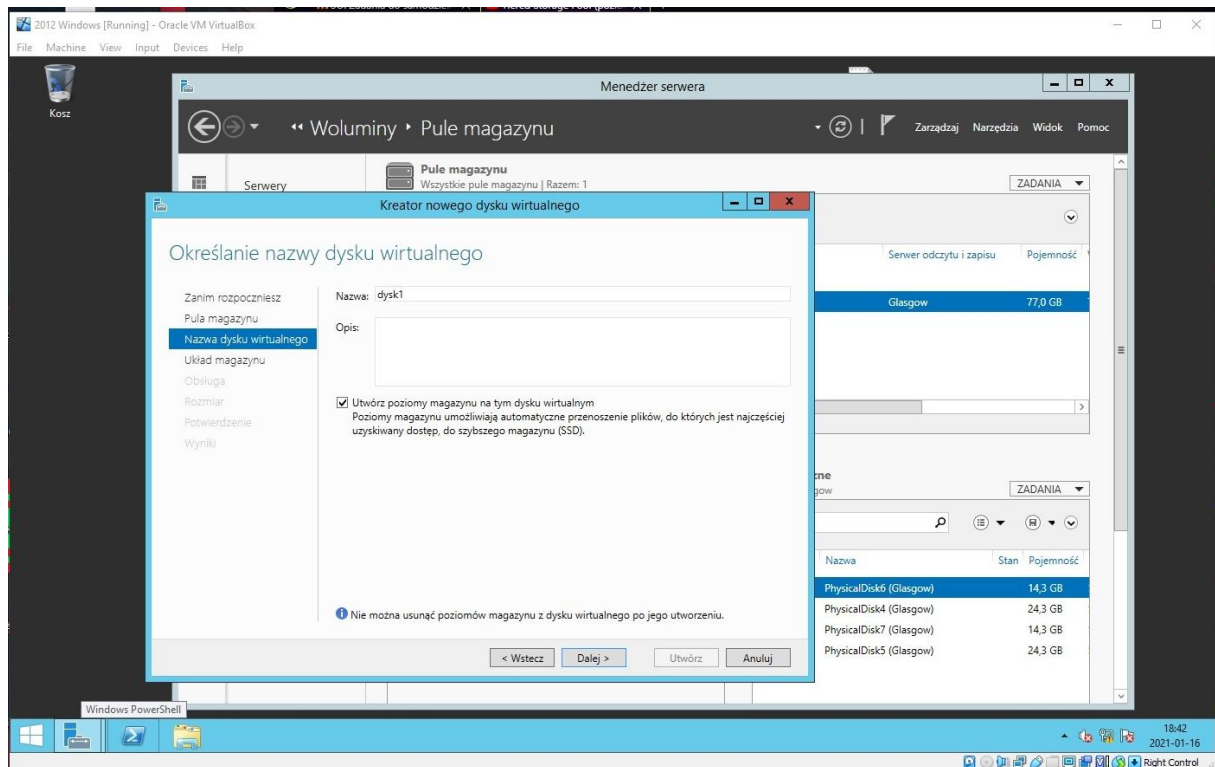 2012 Windows [Running] - Oracle VM VirtualBox
File Machine View Input Devices Help
Kosz
Menedżer serwera
Woluminy Pule magazynu
Zarządzaj Narzędzia Widok Pomoc
Serwery
Pule magazynu
Wszystkie pule magazynu | Razem: 1
ZADANIA
Serwer odczytu i zapisu Pojemność
Glasgow 77,0 GB
Kreator nowego dysku wirtualnego
Określanie nazwy dysku wirtualnego
Zanim rozpoczniesz
Pula magazynu
Nazwa dysku wirtualnego
Układ magazynu
Obsługa
Rozmiar
Potwierdzenie
Wyniki
Nazwa: dysk1
Opis:
Utwórz poziomy magazynu na tym dysku wirtualnym
Poziomy magazynu umożliwiają automatyczne przenoszenie plików, do których jest najczęściej
uzyskiwany dostęp, do szybszego magazynu (SSD).
Nie można usunąć poziomów magazynu z dysku wirtualnego po jego utworzeniu.
< Wstecz Dalej > Utwórz Anuluj
ZADANIA
Nazwa Stan Pojemność
PhysicalDisk6 (Glasgow) 14,3 GB
PhysicalDisk4 (Glasgow) 24,3 GB
PhysicalDisk7 (Glasgow) 14,3 GB
PhysicalDisk5 (Glasgow) 24,3 GB
Windows PowerShell
18:42
2021-01-16
Right Control